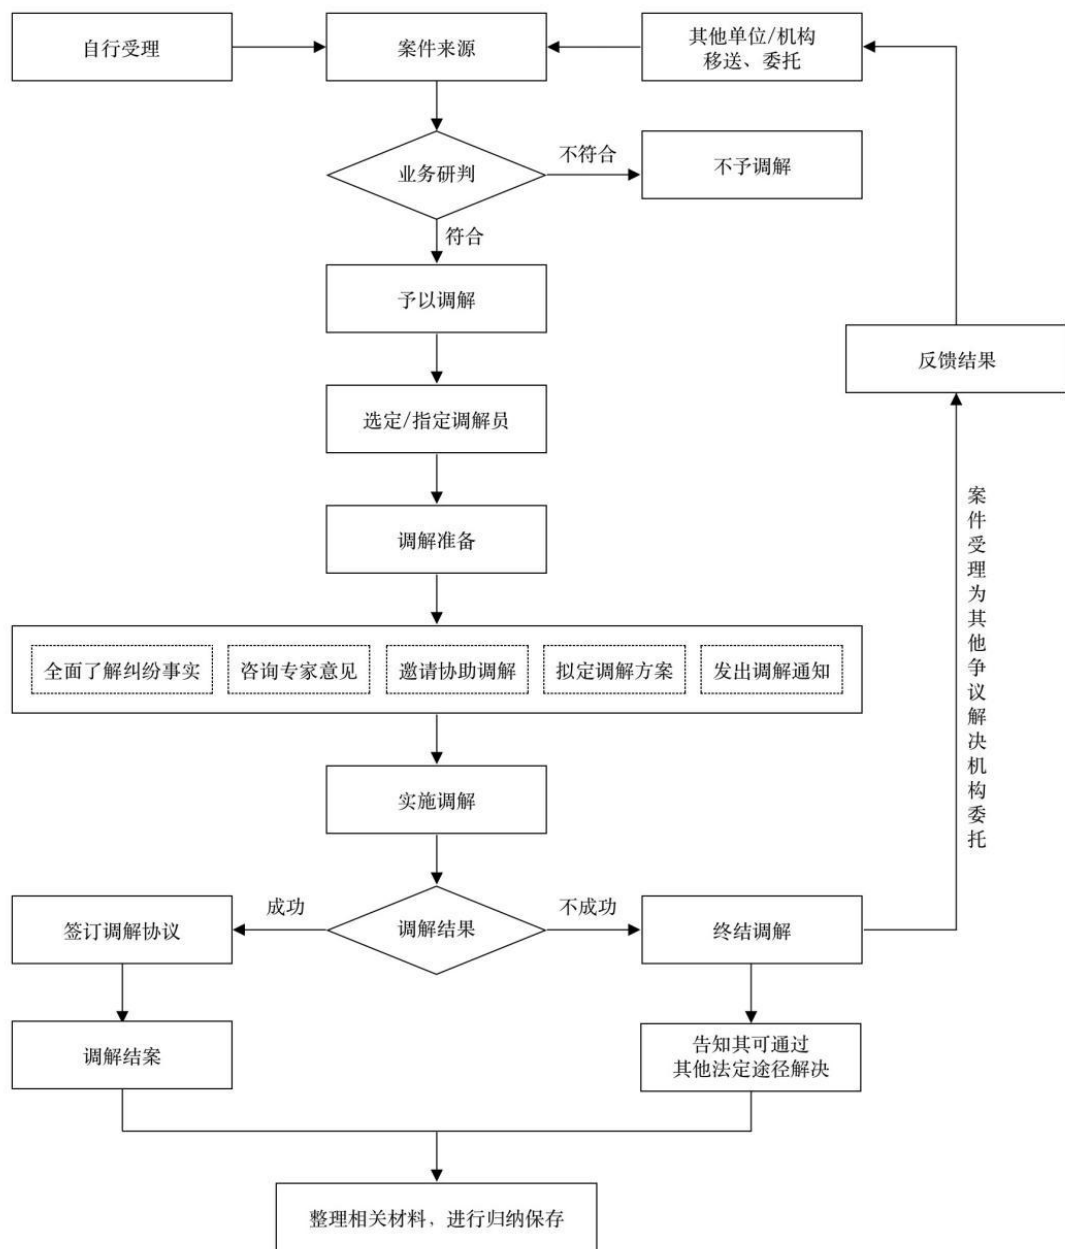 自行受理
案件来源
其他单位/机构
移送、委托
业务研判
不符合
不予调解
符合
予以调解
反馈结果
选定/指定调解员
调解准备
案件受理为其他争议解决机构委托
全面了解纠纷事实
咨询专家意见
邀请协助调解
拟定调解方案
发出调解通知
实施调解
签订调解协议
成功
调解结果
不成功
终结调解
调解结案
告知其可通过
其他法定途径解决
整理相关材料，进行归纳保存